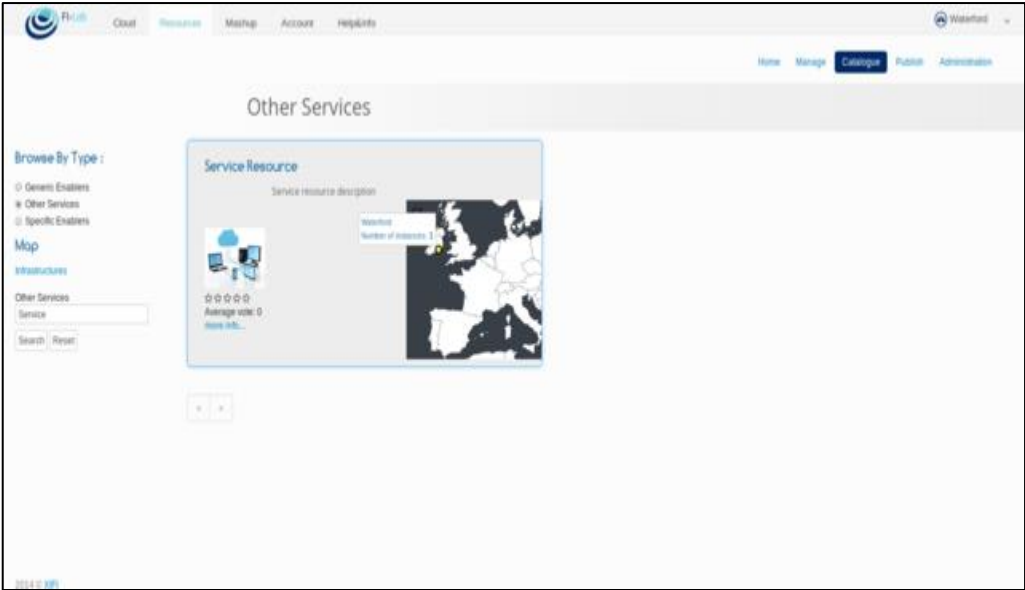 FI-Lab
Cloud Resources Mashup Account Help&Info
Waterford
Home Manage Catalogue Publish Administration
Other Services
Browse By Type :
Generic Enablers
Other Services
Specific Enablers
Map
Infrastructures
Other Services
Service
Search Reset
Service Resource
Service resource description
Waterford
Number of instances: 1
Average vote: 0
more info...
« »
2014 © XIFI